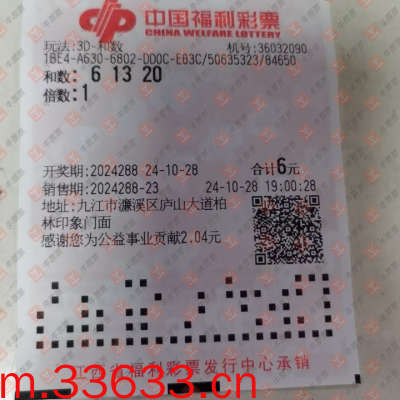 中国福利彩票
CHINA WELFARE LOTTERY
玩法:3D-和数 机号:36032090
1BE4-A630-6802-DD0C-E63C/50635323/84650
和数: 6 13 20
倍数:1
开奖期:2024288 24-10-28 合计6元
销售期:2024288-23 24-10-28 19:00:28
地址:九江市濂溪区庐山大道柏
林印象门面
感谢您为公益事业贡献2.04元
江西省福利彩票发行中心承销
m.33633.cn